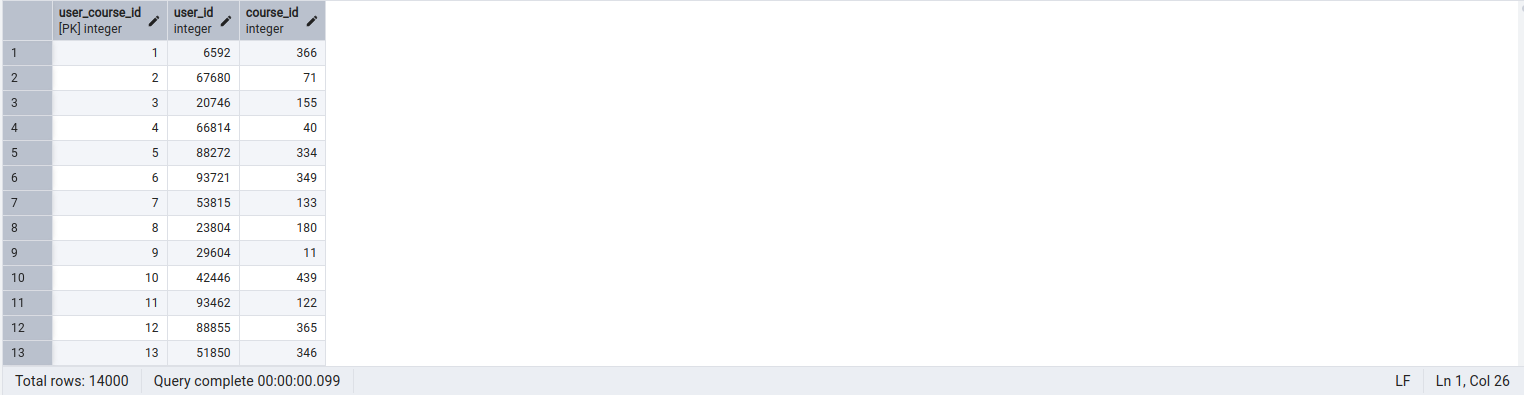 user_course_id user_id course_id
[PK] integer integer integer
1 1 6592 366
2 2 67680 71
3 3 20746 155
4 4 66814 40
5 5 88272 334
6 6 93721 349
7 7 53815 133
8 8 23804 180
9 9 29604 11
10 10 42446 439
11 11 93462 122
12 12 88855 365
13 13 51850 346
Total rows: 14000 Query complete 00:00:00.099 LF Ln 1, Col 26